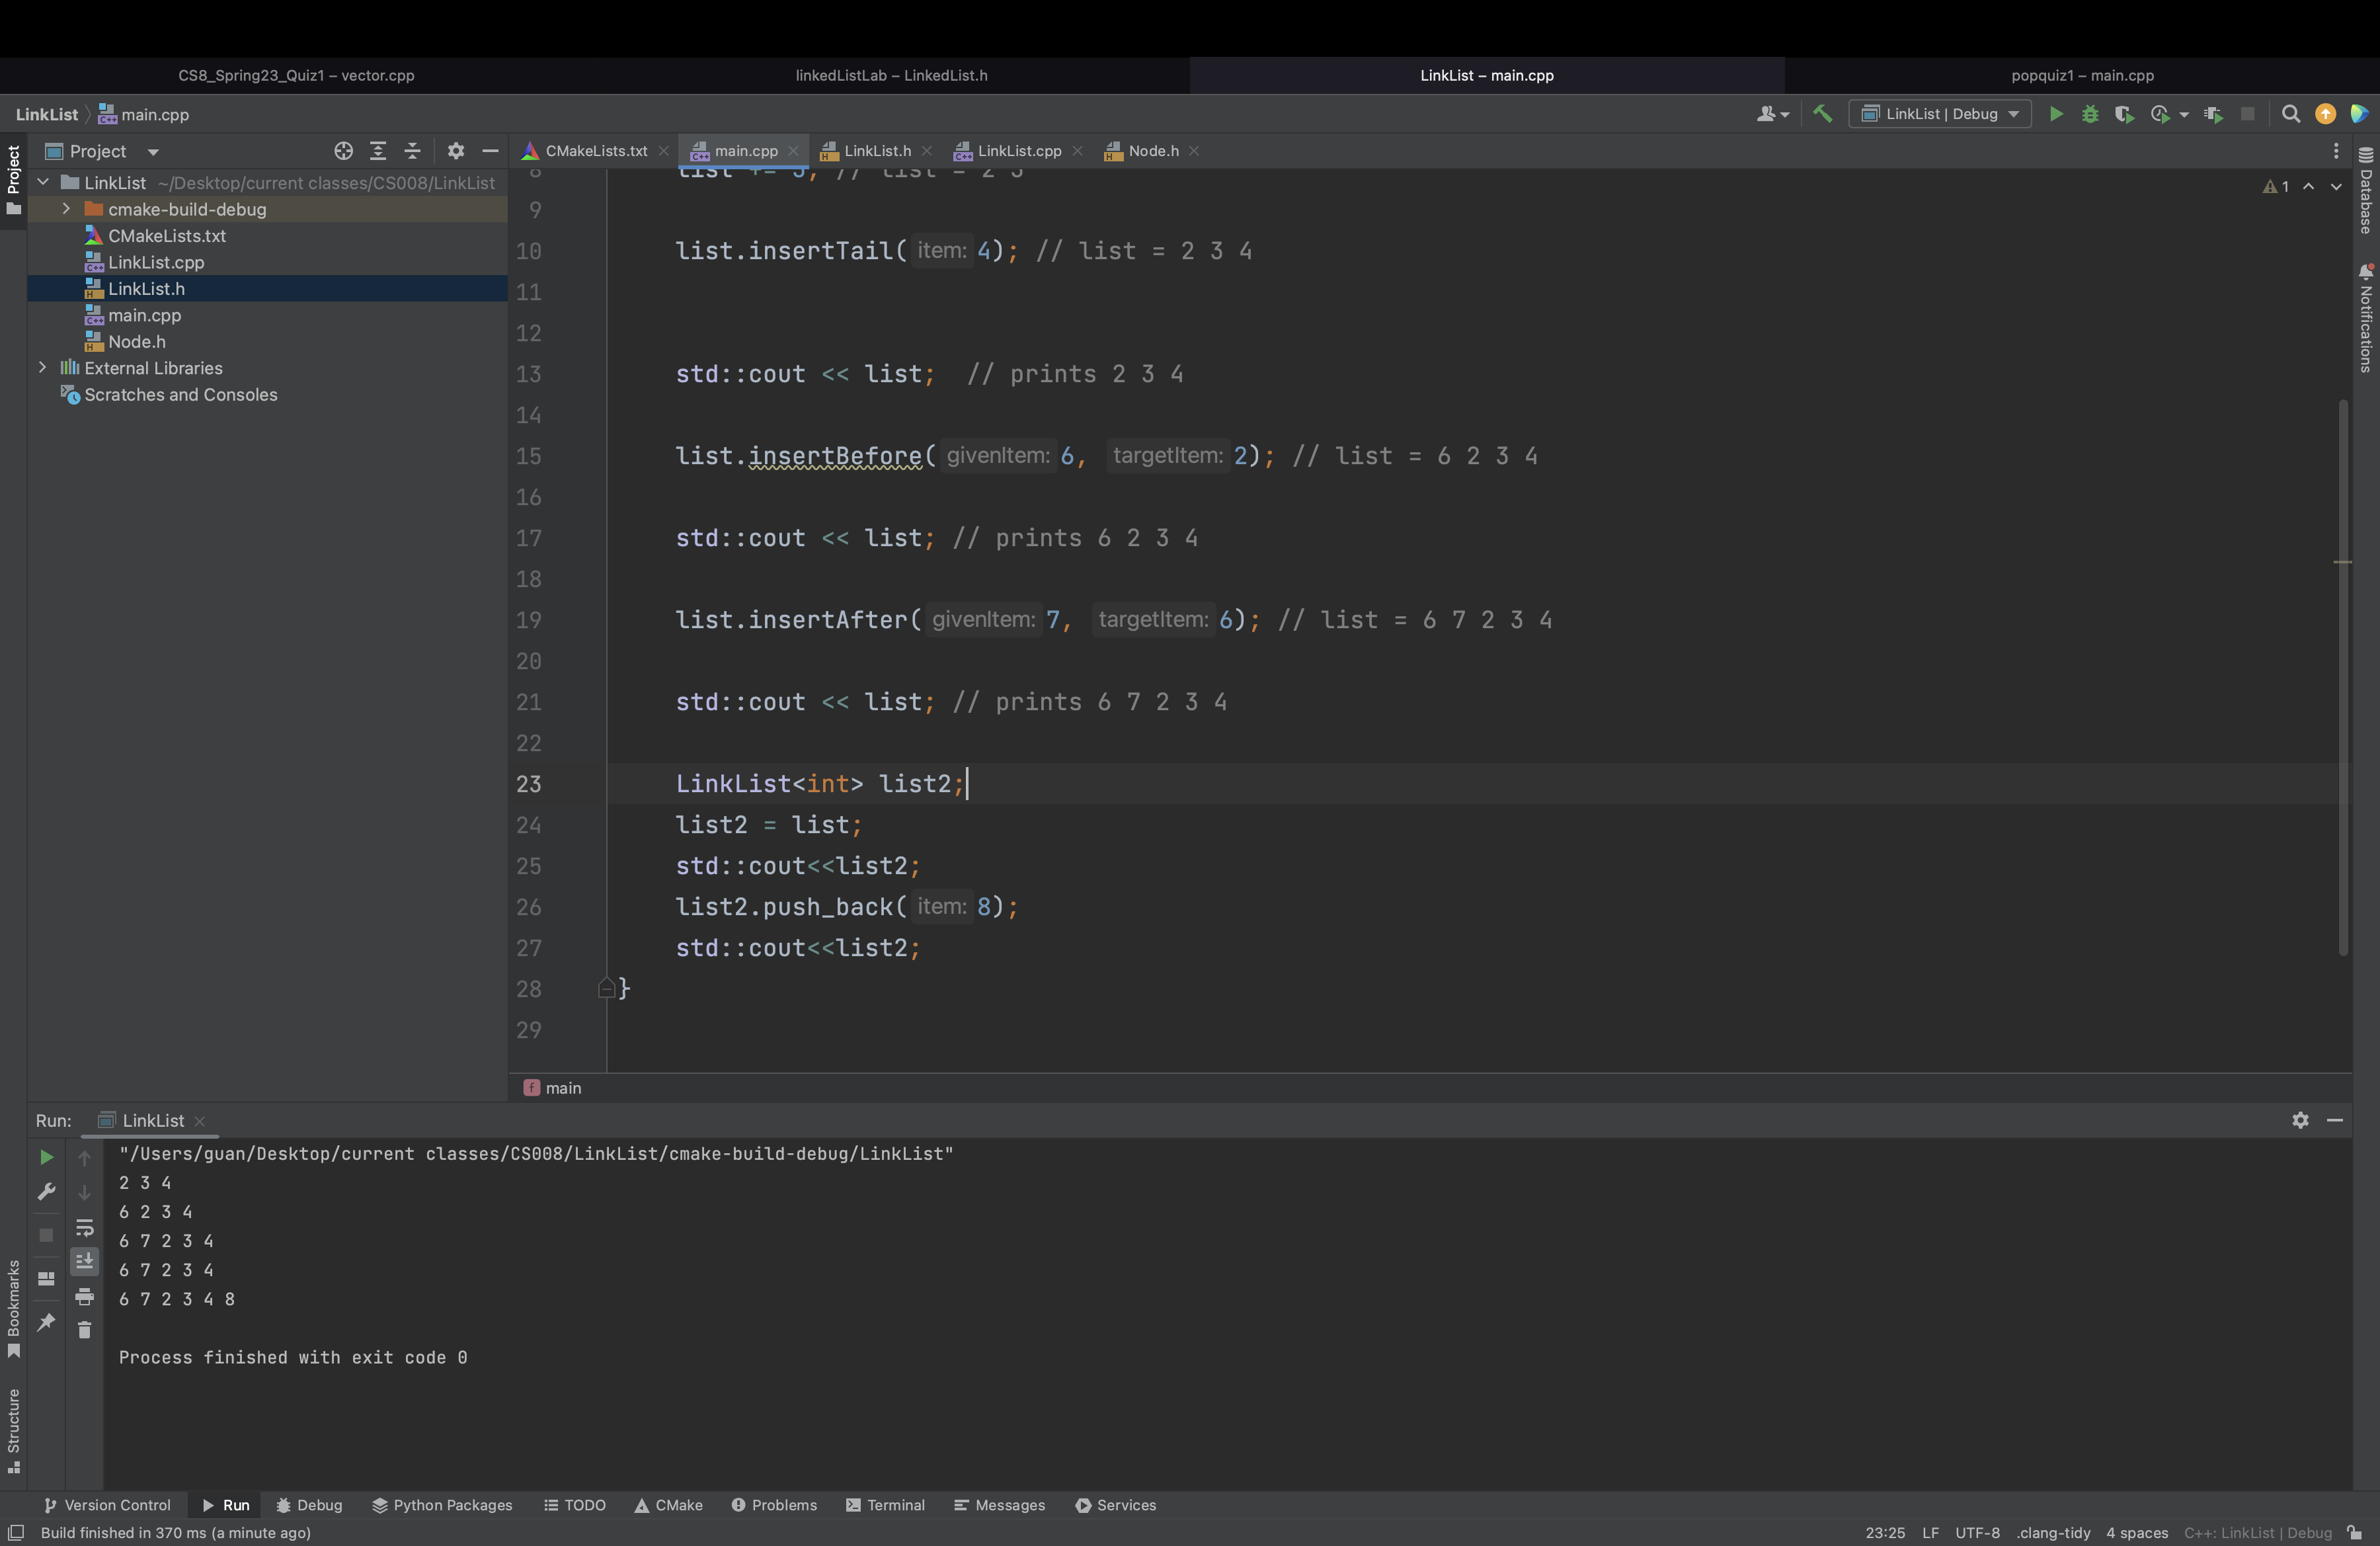 CS8_Spring23_Quiz1 – vector.cpp
linkedListLab – LinkedList.h
LinkList – main.cpp
popquiz1 – main.cpp
LinkList main.cpp
LinkList | Debug
Project
CMakeLists.txt main.cpp LinkList.h LinkList.cpp Node.h
LinkList ~/Desktop/current classes/CS008/LinkList
cmake-build-debug
CMakeLists.txt
LinkList.cpp
LinkList.h
main.cpp
Node.h
External Libraries
Scratches and Consoles
Project
Bookmarks
Structure
1
8 list += 3; // list = 2 3
9
10 list.insertTail( item: 4); // list = 2 3 4
11
12
13 std::cout << list;  // prints 2 3 4
14
15 list.insertBefore( givenItem: 6, targetItem: 2); // list = 6 2 3 4
16
17 std::cout << list; // prints 6 2 3 4
18
19 list.insertAfter( givenItem: 7, targetItem: 6); // list = 6 7 2 3 4
20
21 std::cout << list; // prints 6 7 2 3 4
22
23 LinkList<int> list2;
24 list2 = list;
25 std::cout<<list2;
26 list2.push_back( item: 8);
27 std::cout<<list2;
28 }
29
f main
Database
Notifications
Run: LinkList
"/Users/guan/Desktop/current classes/CS008/LinkList/cmake-build-debug/LinkList"
2 3 4
6 2 3 4
6 7 2 3 4
6 7 2 3 4
6 7 2 3 4 8
Process finished with exit code 0
Version Control Run Debug Python Packages TODO CMake Problems Terminal Messages Services
Build finished in 370 ms (a minute ago)
23:25 LF UTF-8 .clang-tidy 4 spaces C++: LinkList | Debug